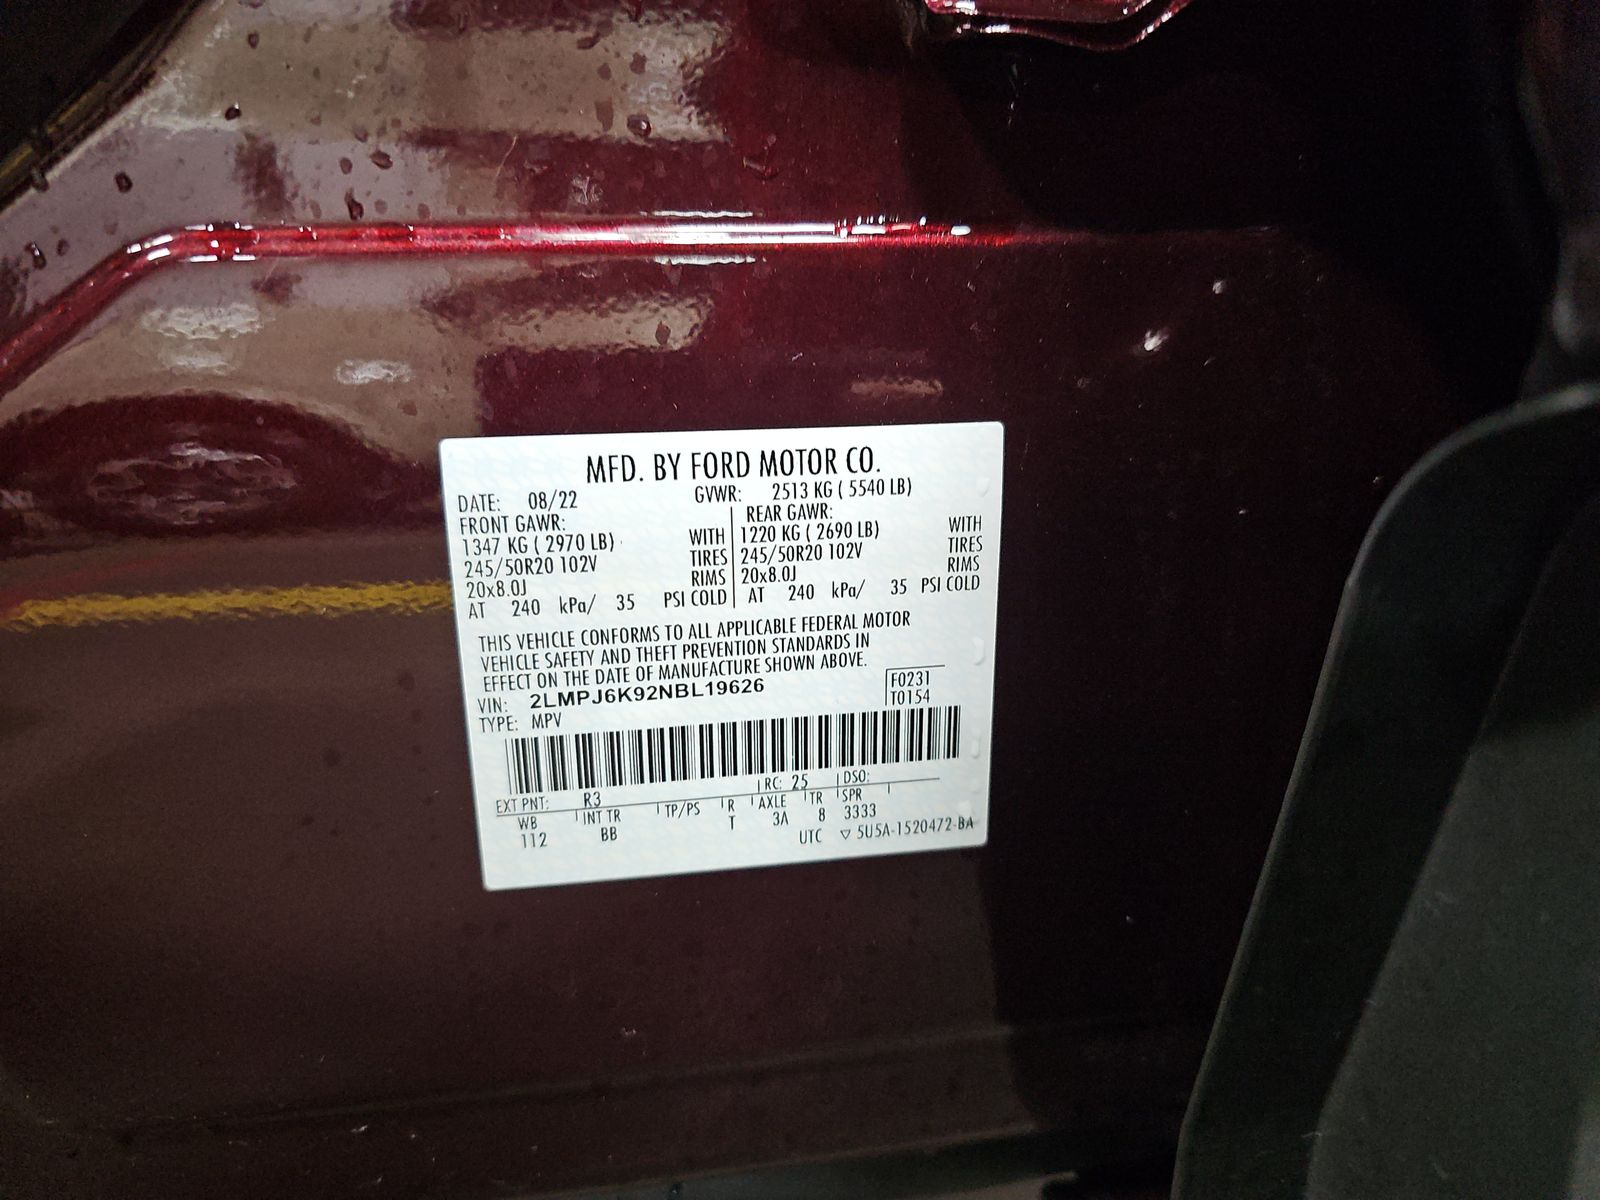 MFD. BY FORD MOTOR CO.
DATE: 08/22 GVWR: 2513 KG ( 5540 LB)
FRONT GAWR: REAR GAWR:
1347 KG ( 2970 LB) WITH 1220 KG ( 2690 LB) WITH
245/50R20 102V TIRES 245/50R20 102V TIRES
20x8.0J RIMS 20x8.0J RIMS
AT 240 kPa/ 35 PSI COLD AT 240 kPa/ 35 PSI COLD
THIS VEHICLE CONFORMS TO ALL APPLICABLE FEDERAL MOTOR
VEHICLE SAFETY AND THEFT PREVENTION STANDARDS IN
EFFECT ON THE DATE OF MANUFACTURE SHOWN ABOVE.
VIN: 2LMPJ6K92NBL19626 F0231
TYPE: MPV T0154
RC: 25 DSO:
EXT PNT: R3
WB INT TR TP/PS R AXLE TR SPR
112 BB T 3A 8 3333
UTC ▽ 5U5A-1520472-BA